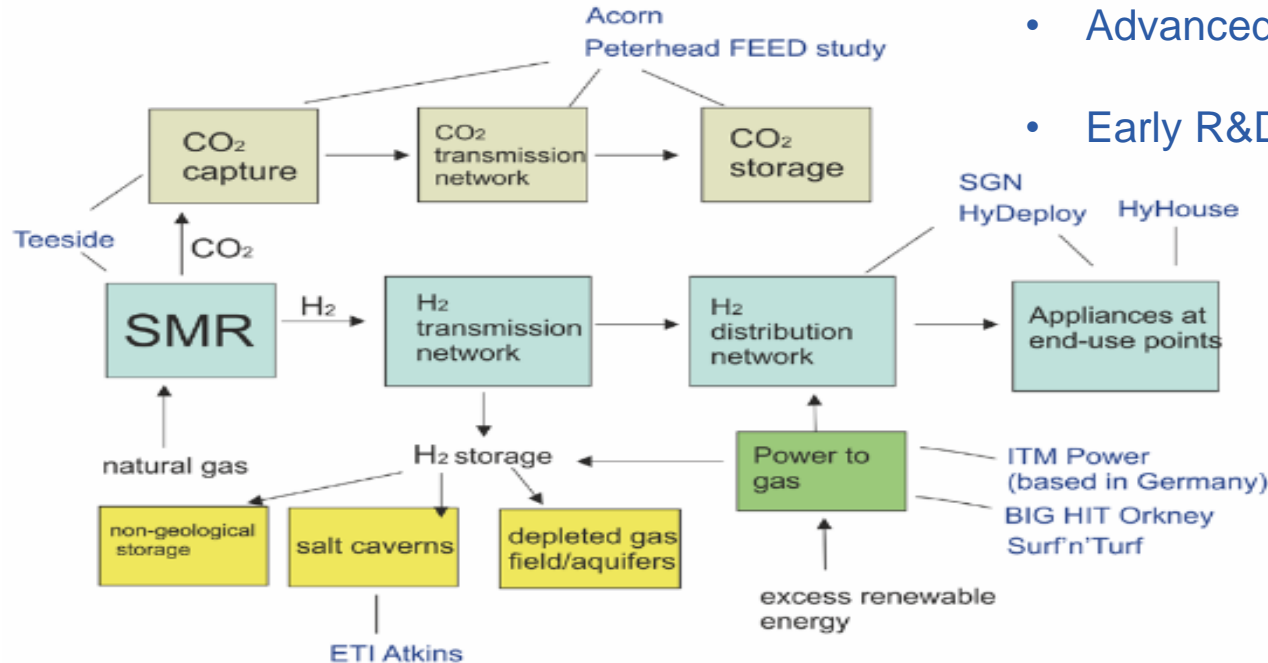 Acorn
Peterhead FEED study
• Advanced
• Early R&D
CO₂
capture
CO₂
transmission
network
CO₂
storage
SGN
HyDeploy
HyHouse
Teeside
CO₂
SMR
H₂
H₂
transmission
network
H₂
distribution
network
Appliances at
end-use points
natural gas
H₂ storage
Power to
gas
ITM Power
(based in Germany)
BIG HIT Orkney
Surf'n'Turf
non-geological
storage
salt caverns
depleted gas
field/aquifers
excess renewable
energy
ETI Atkins